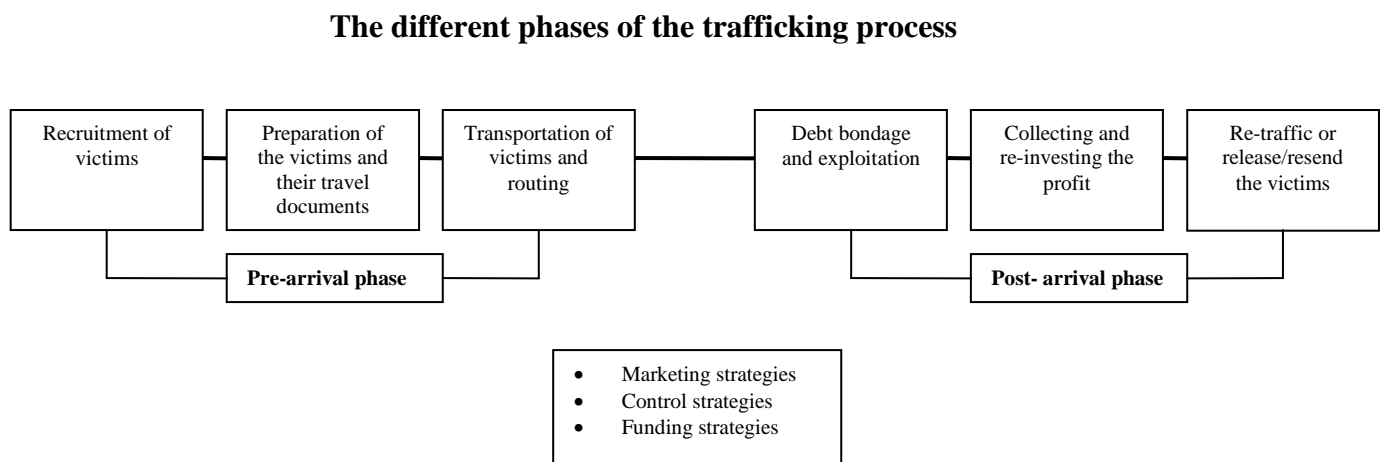 The different phases of the trafficking process
Recruitment of
victims
Preparation of
the victims and
their travel
documents
Transportation of
victims and
routing
Debt bondage
and exploitation
Collecting and
re-investing the
profit
Re-traffic or
release/resend
the victims
Pre-arrival phase
Post- arrival phase
• Marketing strategies
• Control strategies
• Funding strategies